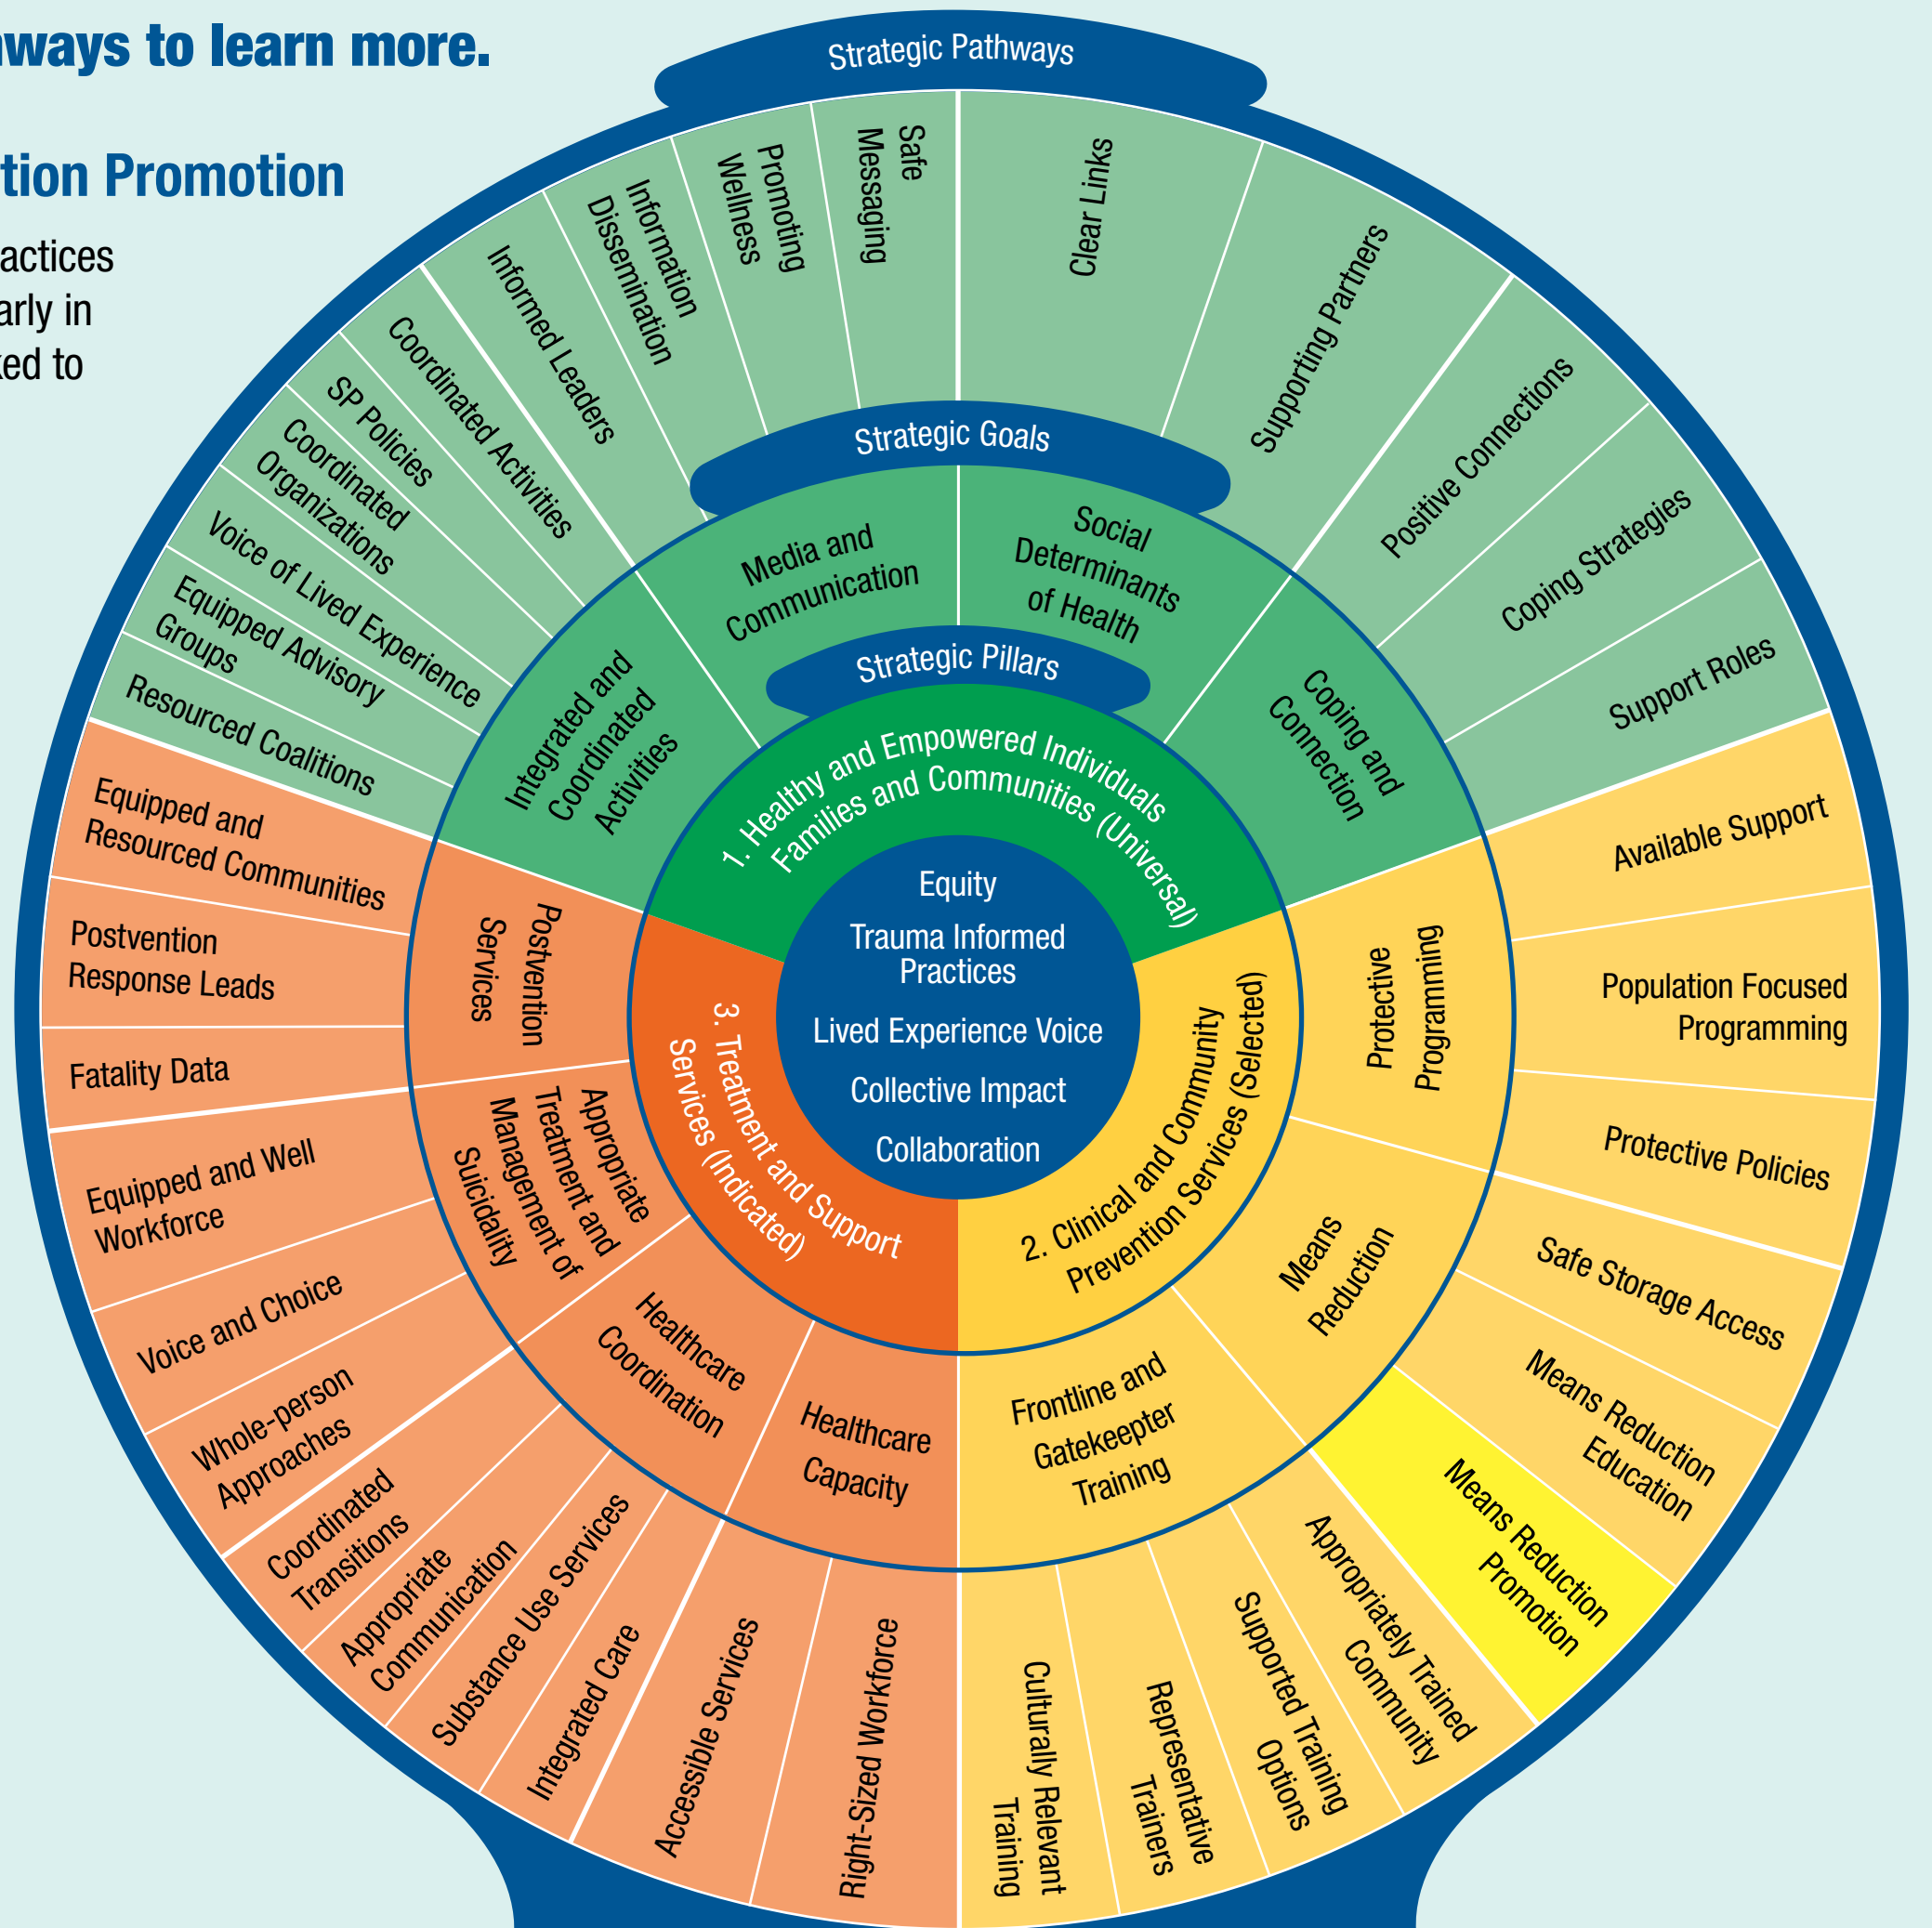 ways to learn more.
tion Promotion
actices
arly in
ed to
Strategic Pathways
Safe
Messaging
Promoting
Wellness
Information
Dissemination
Informed Leaders
Coordinated Activities
SP Policies
Coordinated
Organizations
Voice of Lived Experience
Equipped Advisory
Groups
Resourced Coalitions
Clear Links
Supporting Partners
Positive Connections
Coping Strategies
Support Roles
Strategic Goals
Media and
Communication
Social
Determinants
of Health
Integrated and
Coordinated
Activities
Coping and
Connection
Strategic Pillars
1. Healthy and Empowered Individuals
Families and Communities (Universal)
Equity
Trauma Informed
Practices
Lived Experience Voice
Collective Impact
Collaboration
2. Clinical and Community
Prevention Services (Selected)
3. Treatment and Support
Services (Indicated)
Protective
Programming
Available Support
Population Focused
Programming
Protective Policies
Means
Reduction
Safe Storage Access
Means Reduction
Education
Means Reduction
Promotion
Frontline and
Gatekeeper
Training
Appropriately Trained
Community
Supported Training
Options
Representative
Trainers
Culturally Relevant
Training
Postvention
Services
Equipped and
Resourced Communities
Postvention
Response Leads
Fatality Data
Appropriate
Treatment and
Management of
Suicidality
Equipped and Well
Workforce
Voice and Choice
Whole-person
Approaches
Healthcare
Coordination
Coordinated
Transitions
Appropriate
Communication
Substance Use Services
Integrated Care
Healthcare
Capacity
Accessible Services
Right-Sized Workforce